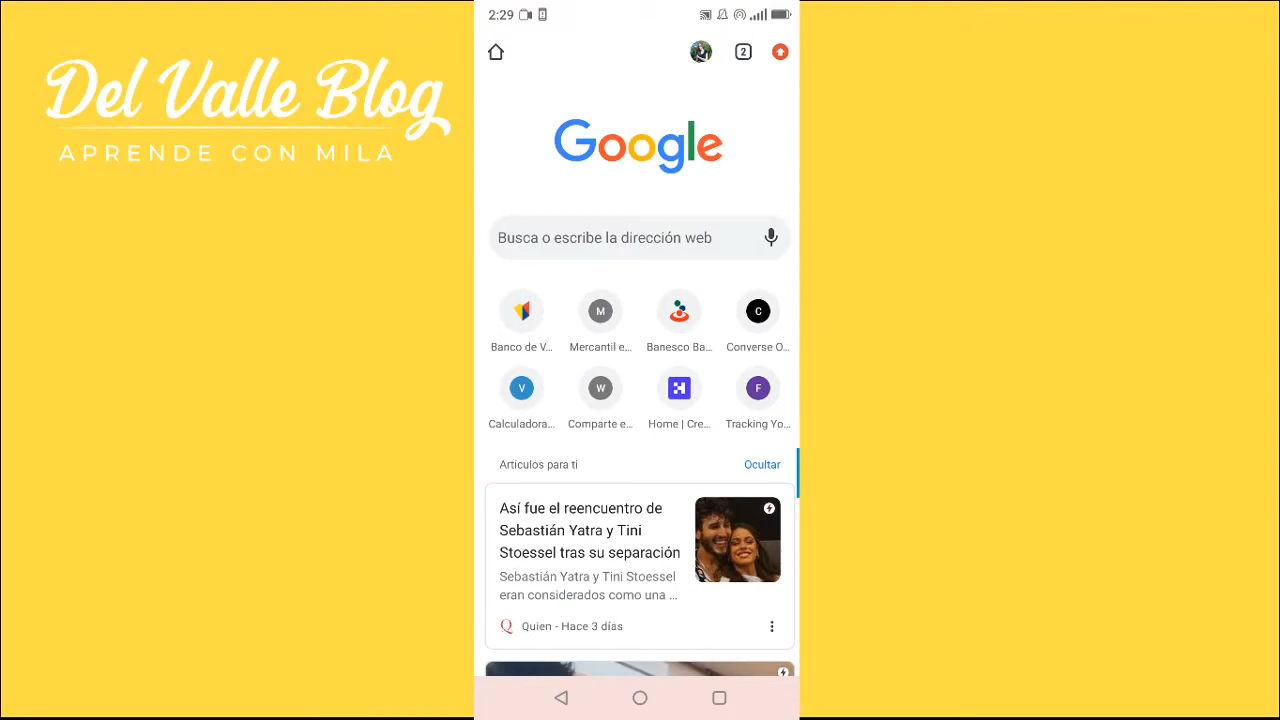 Del Valle Blog
APRENDE CON MILA
2:29
2
Google
Busca o escribe la dirección web
M
C
Banco de V...
Mercantil e...
Banesco Ba...
Converse O...
V
W
F
Calculadora...
Comparte e...
Home | Cre...
Tracking Yo...
Artículos para ti
Ocultar
Así fue el reencuentro de
Sebastián Yatra y Tini
Stoessel tras su separación
Sebastián Yatra y Tini Stoessel
eran considerados como una ...
Q Quien - Hace 3 días